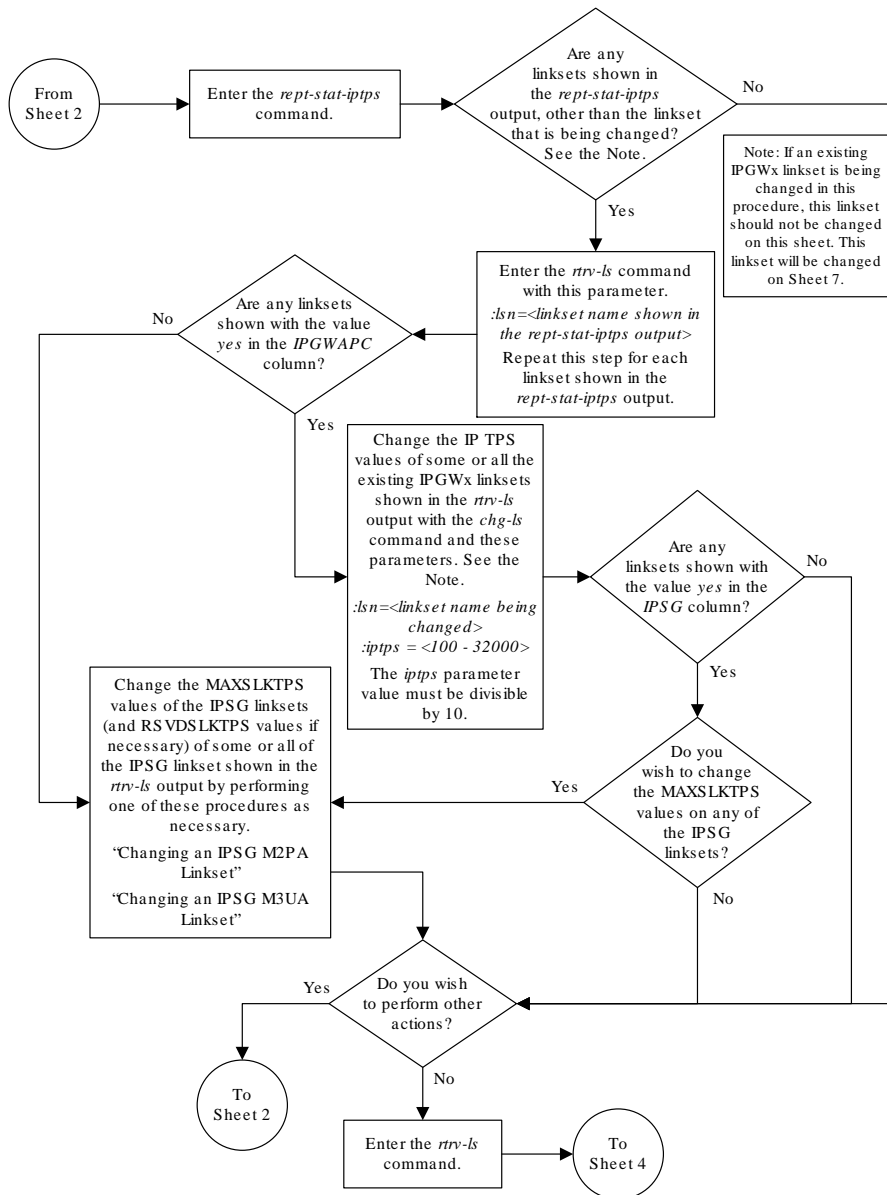 From
Sheet 2
Enter the rept-stat-iptps
command.
Are any
linksets shown in
the rept-stat-iptps
output, other than the linkset
that is being changed?
See the Note.
No
Yes
Note: If an existing
IPGWx linkset is being
changed in this
procedure, this linkset
should not be changed
on this sheet. This
linkset will be changed
on Sheet 7.
Enter the rtrv-ls command
with this parameter.
:lsn=<linkset name shown in
the rept-stat-iptps output>
Repeat this step for each
linkset shown in the
rept-stat-iptps output.
Are any linksets
shown with the value
yes in the IPGWAPC
column?
No
Yes
Change the IP TPS
values of some or all the
existing IPGWx linksets
shown in the rtrv-ls
output with the chg-ls
command and these
parameters. See the
Note.
:lsn=<linkset name being
changed>
:iptps = <100 - 32000>
The iptps parameter
value must be divisible
by 10.
Are any
linksets shown with
the value yes in the
IPSG column?
No
Yes
Change the MAXSLKTPS
values of the IPSG linksets
(and RSVDSLKTPS values if
necessary) of some or all of
the IPSG linkset shown in the
rtrv-ls output by performing
one of these procedures as
necessary.
“Changing an IPSG M2PA
Linkset”
“Changing an IPSG M3UA
Linkset”
Do you
wish to change
the MAXSLKTPS
values on any of
the IPSG
linksets?
Yes
No
Do you wish
to perform other
actions?
Yes
No
To
Sheet 2
Enter the rtrv-ls
command.
To
Sheet 4